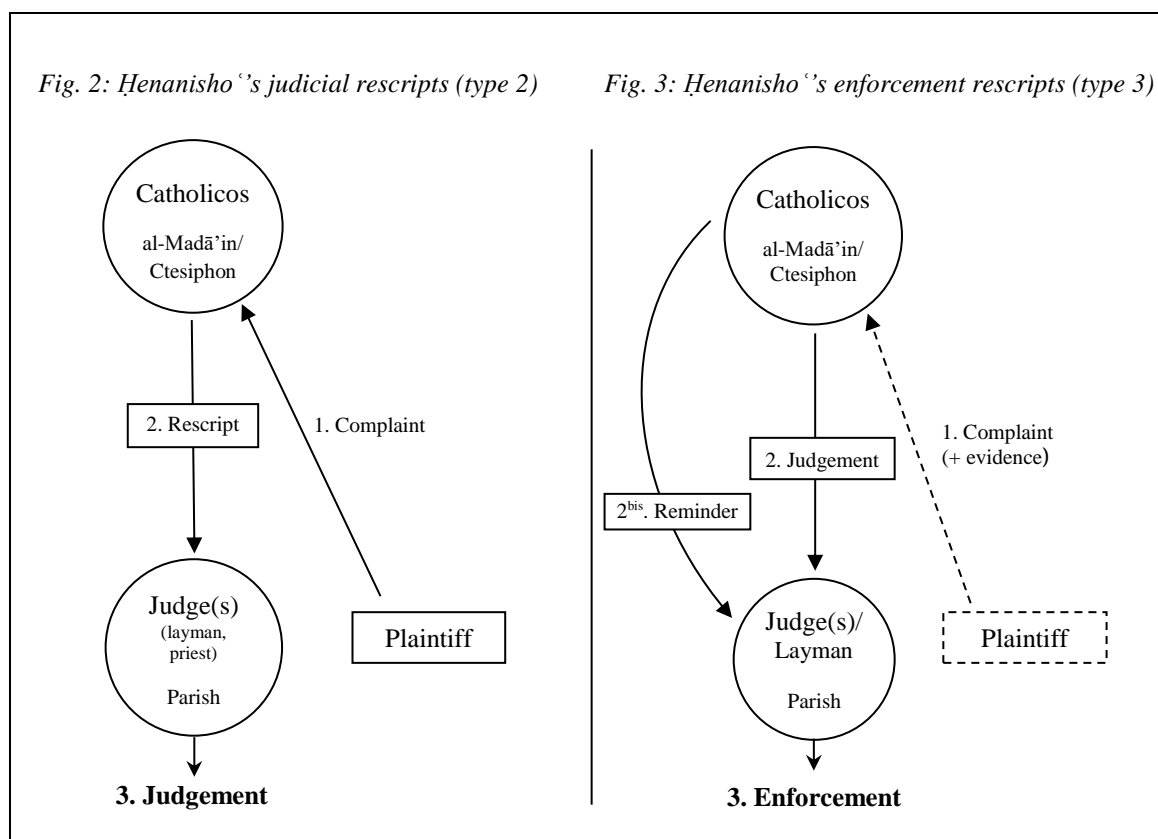 Fig. 2: Ḥenanishoʿ's judicial rescripts (type 2)
Catholicos
al-Madā'in/
Ctesiphon
2. Rescript
1. Complaint
Judge(s)
(layman,
priest)
Parish
Plaintiff
3. Judgement
Fig. 3: Ḥenanishoʿ's enforcement rescripts (type 3)
Catholicos
al-Madā'in/
Ctesiphon
1. Complaint
(+ evidence)
2. Judgement
2bis. Reminder
Judge(s)/
Layman
Parish
Plaintiff
3. Enforcement